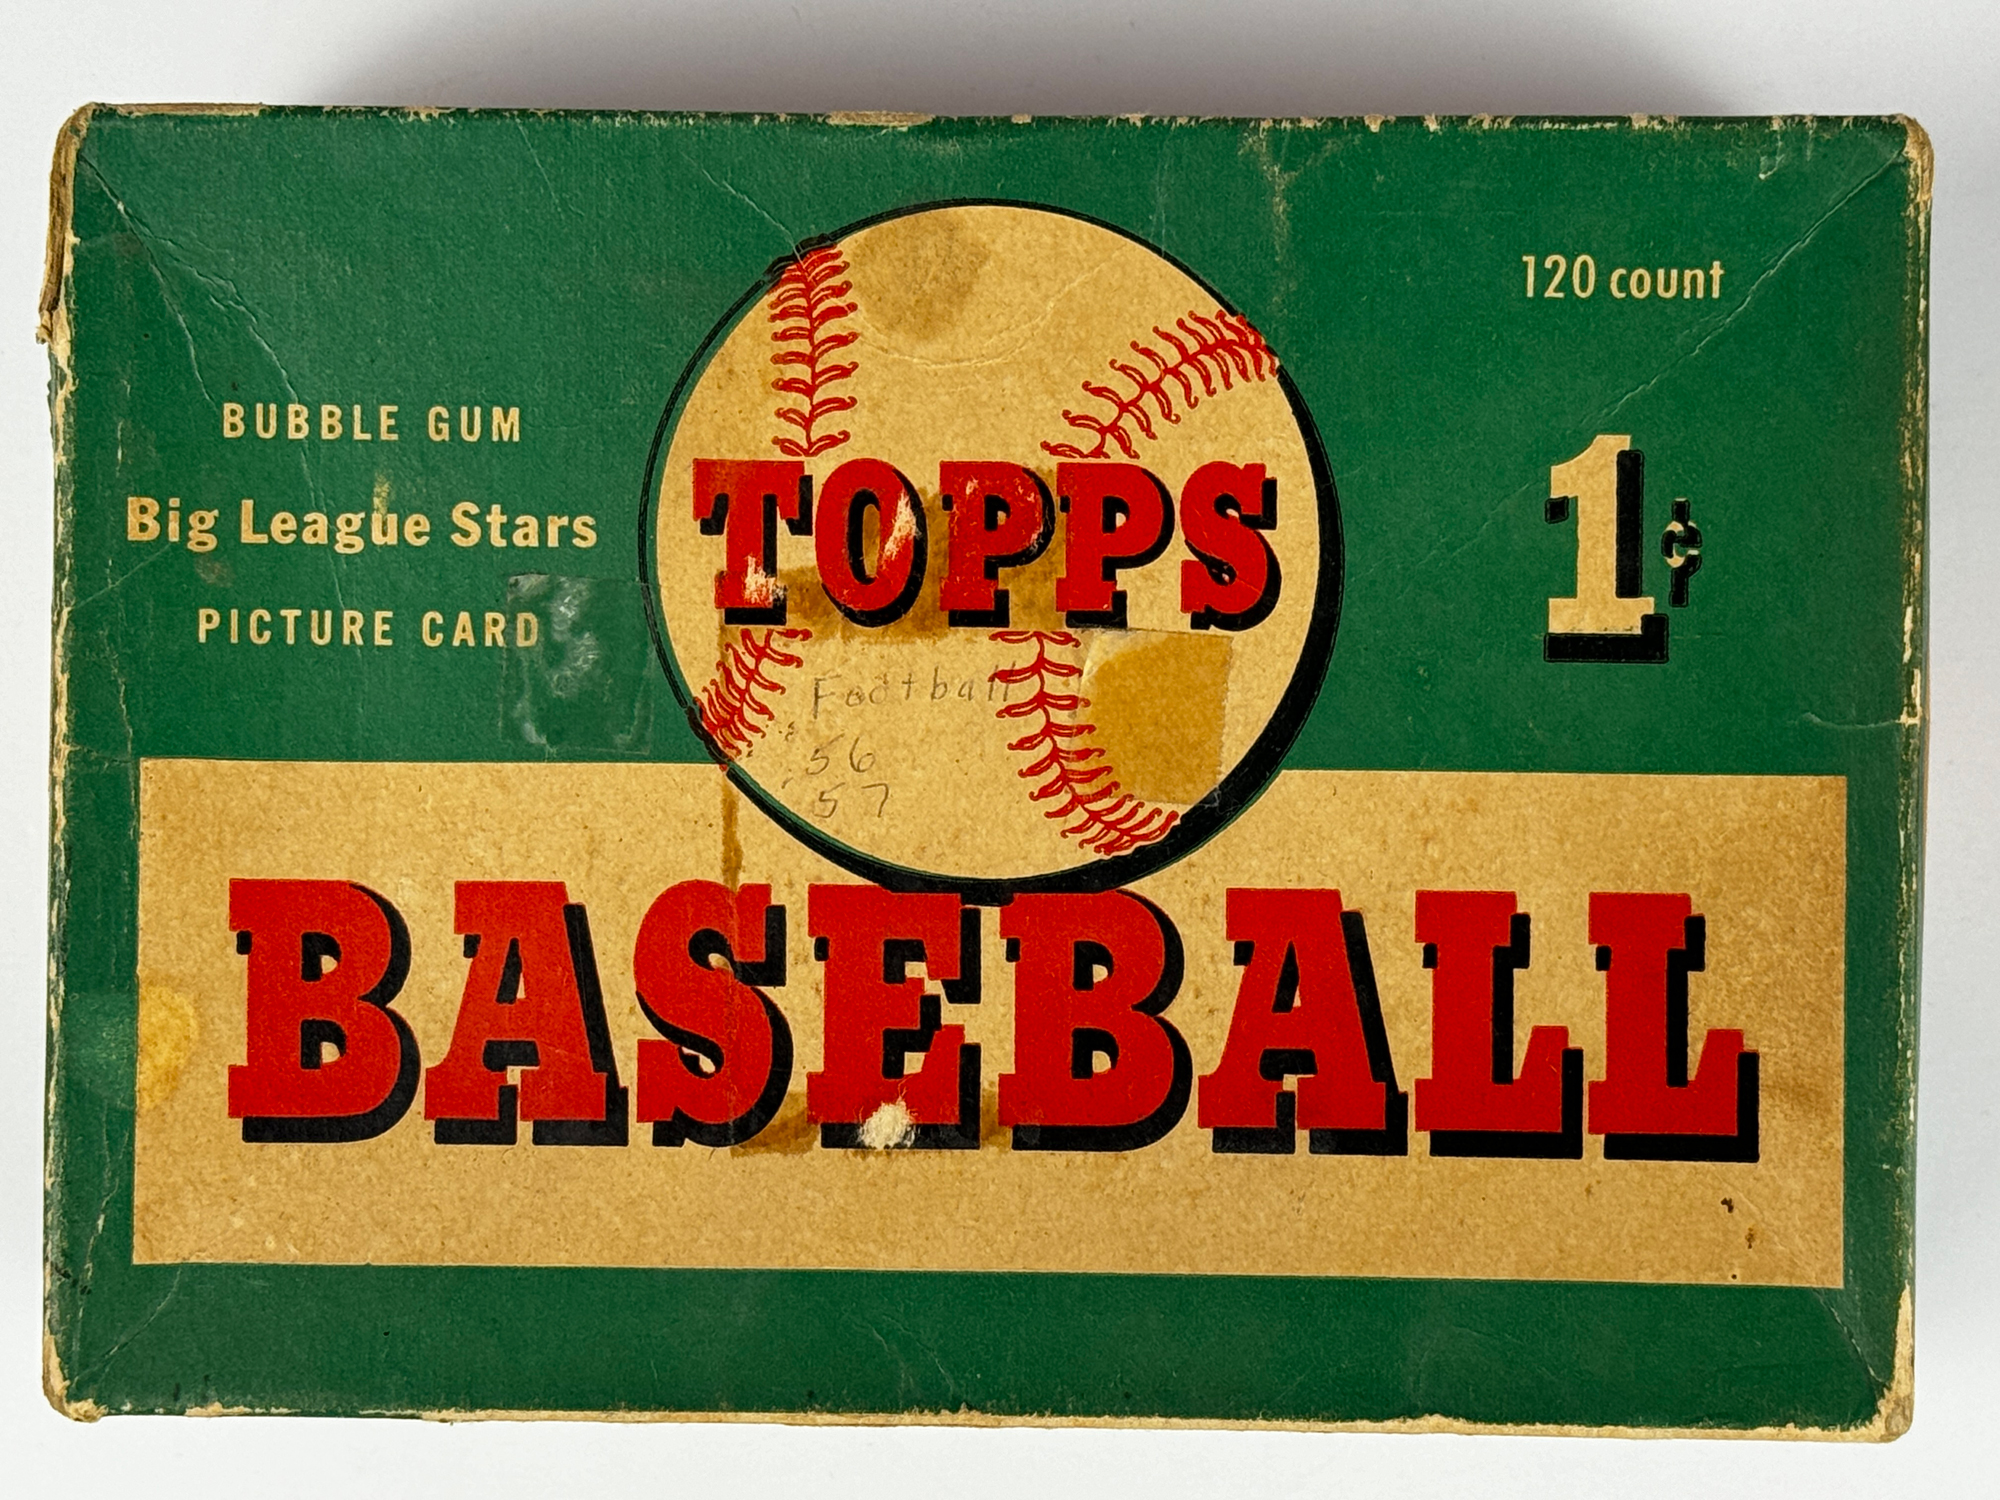 120 count
BUBBLE GUM
Big League Stars
PICTURE CARD
TOPPS
1¢
Football
56
57
BASEBALL